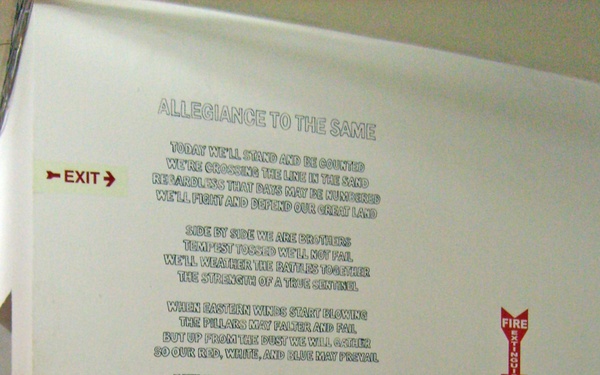 ALLEGIANCE TO THE SAME
TODAY WE'LL STAND AND BE COUNTED
WE'RE CROSSING THE LINE IN THE SAND
REGARDLESS THAT DAYS MAY BE NUMBERED
WE'LL FIGHT AND DEFEND OUR GREAT LAND
EXIT
SIDE BY SIDE WE ARE BROTHERS
TEMPEST TOSSED WE'LL NOT FAIL
WE'LL WEATHER THE BATTLES TOGETHER
THE STRENGTH OF A TRUE SENTINEL
WHEN EASTERN WINDS START BLOWING
THE PILLARS MAY FALTER AND FAIL
BUT UP FROM THE DUST WE WILL GATHER
SO OUR RED, WHITE, AND BLUE MAY PREVAIL
FIRE
EXTINGUI